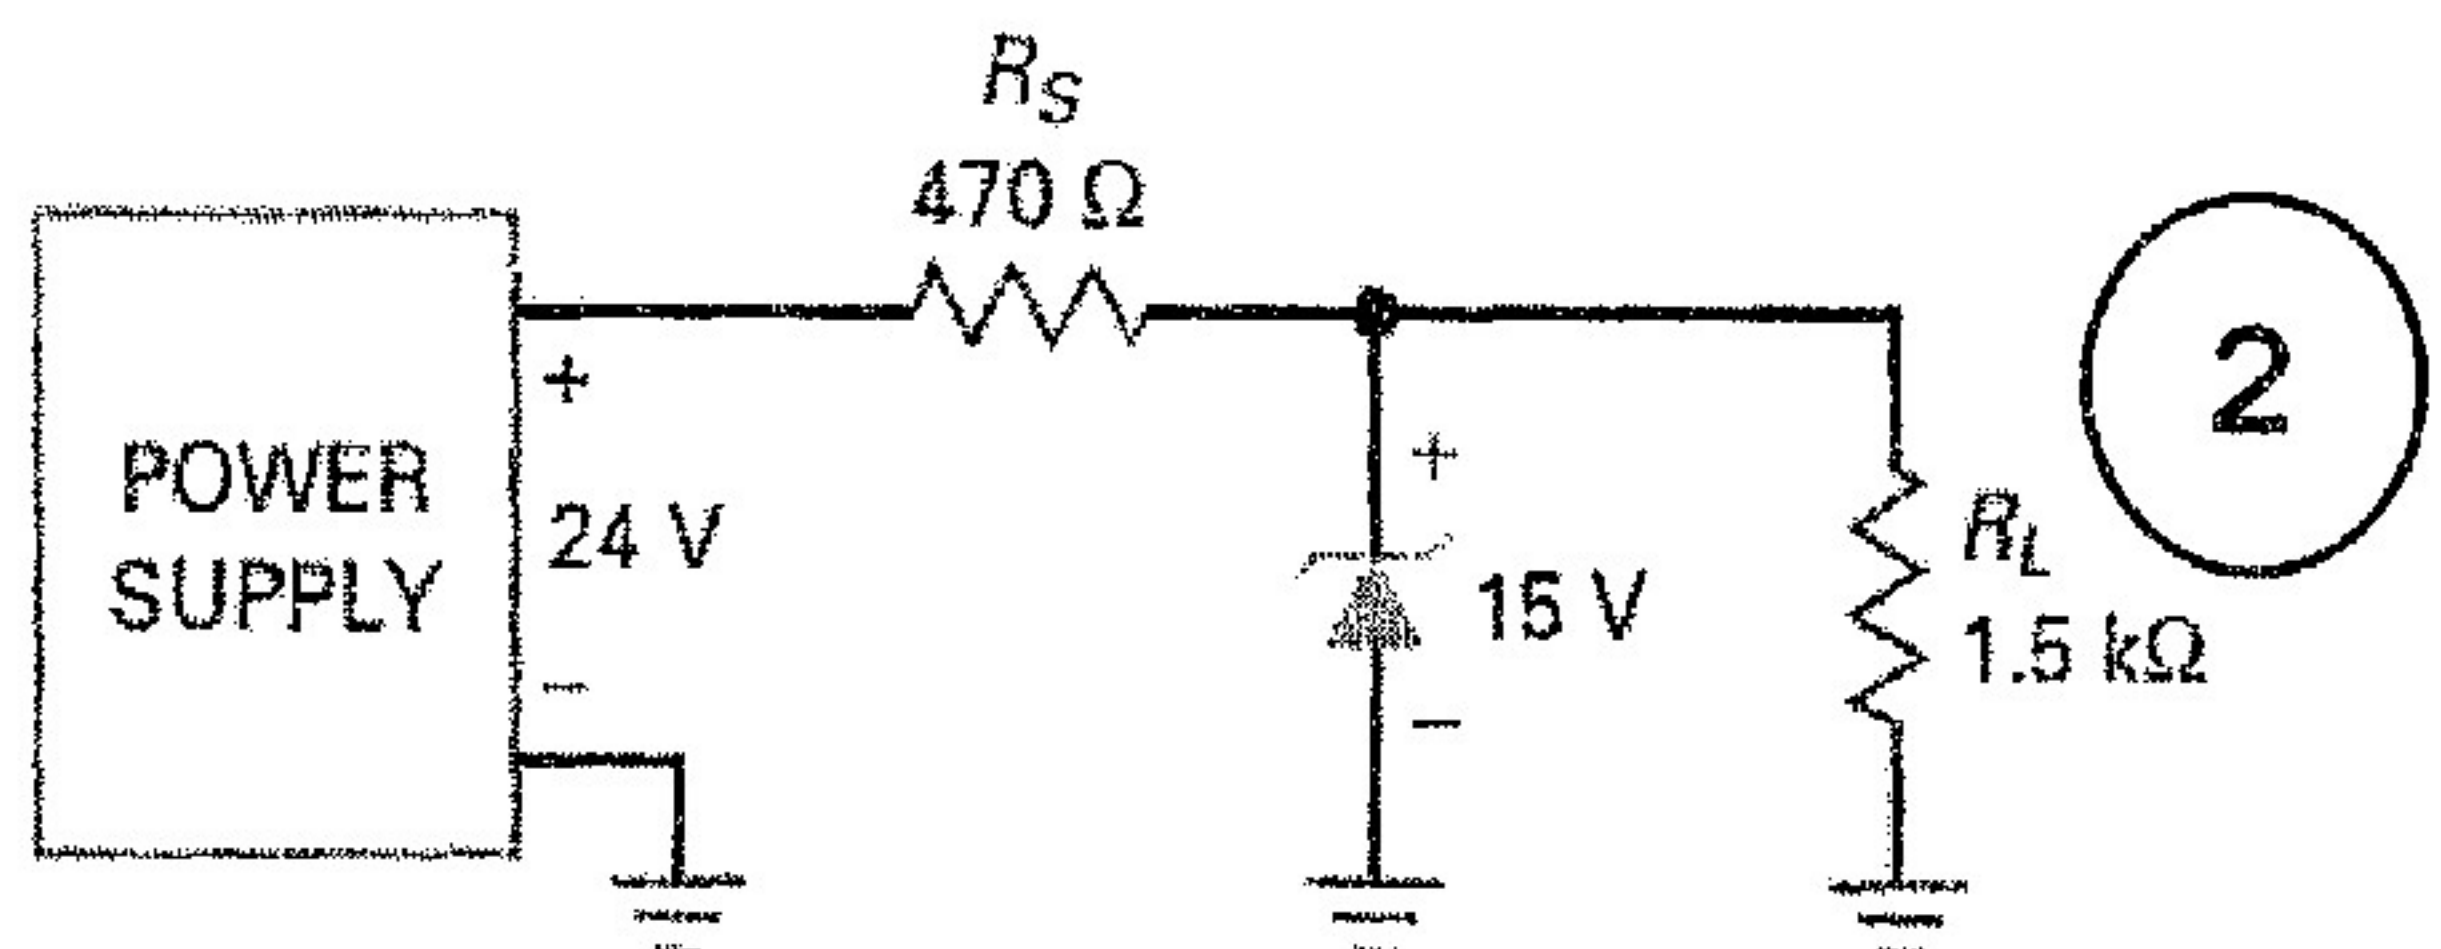 R_S
470 Ω
2
+
POWER
SUPPLY
24 V
−
+
15 V
−
R_L
1.5 kΩ